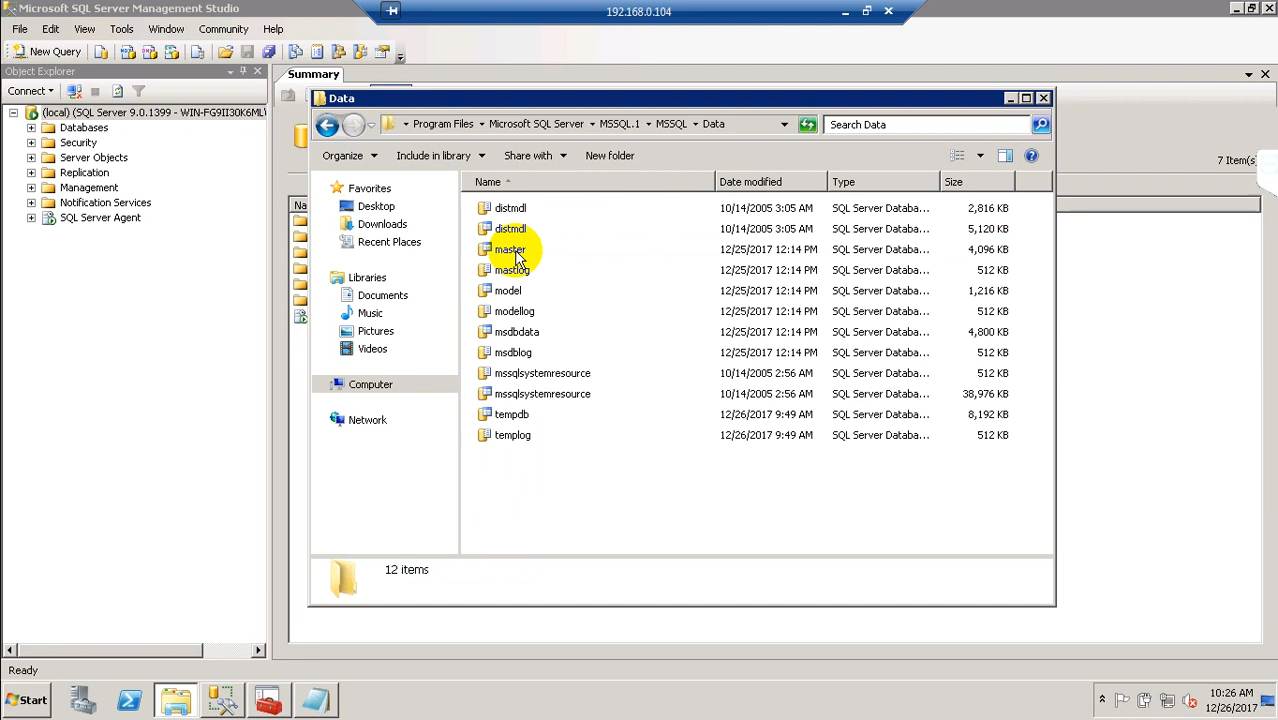 Microsoft SQL Server Management Studio
192.168.0.104
File Edit View Tools Window Community Help
New Query
Object Explorer
Summary
Connect
(local) (SQL Server 9.0.1399 - WIN-FG9II30K6ML\
Databases
Security
Server Objects
Replication
Management
Notification Services
SQL Server Agent
7 Item(s)
Na
Data
Program Files Microsoft SQL Server MSSQL.1 MSSQL Data
Search Data
Organize Include in library Share with New folder
Favorites
Desktop
Downloads
Recent Places
Libraries
Documents
Music
Pictures
Videos
Computer
Network
Name Date modified Type Size
distmdl 10/14/2005 3:05 AM SQL Server Databa... 2,816 KB
distmdl 10/14/2005 3:05 AM SQL Server Databa... 5,120 KB
master 12/25/2017 12:14 PM SQL Server Databa... 4,096 KB
mastlog 12/25/2017 12:14 PM SQL Server Databa... 512 KB
model 12/25/2017 12:14 PM SQL Server Databa... 1,216 KB
modellog 12/25/2017 12:14 PM SQL Server Databa... 512 KB
msdbdata 12/25/2017 12:14 PM SQL Server Databa... 4,800 KB
msdblog 12/25/2017 12:14 PM SQL Server Databa... 512 KB
mssqlsystemresource 10/14/2005 2:56 AM SQL Server Databa... 512 KB
mssqlsystemresource 10/14/2005 2:56 AM SQL Server Databa... 38,976 KB
tempdb 12/26/2017 9:49 AM SQL Server Databa... 8,192 KB
templog 12/26/2017 9:49 AM SQL Server Databa... 512 KB
12 items
Ready
Start
10:26 AM
12/26/2017